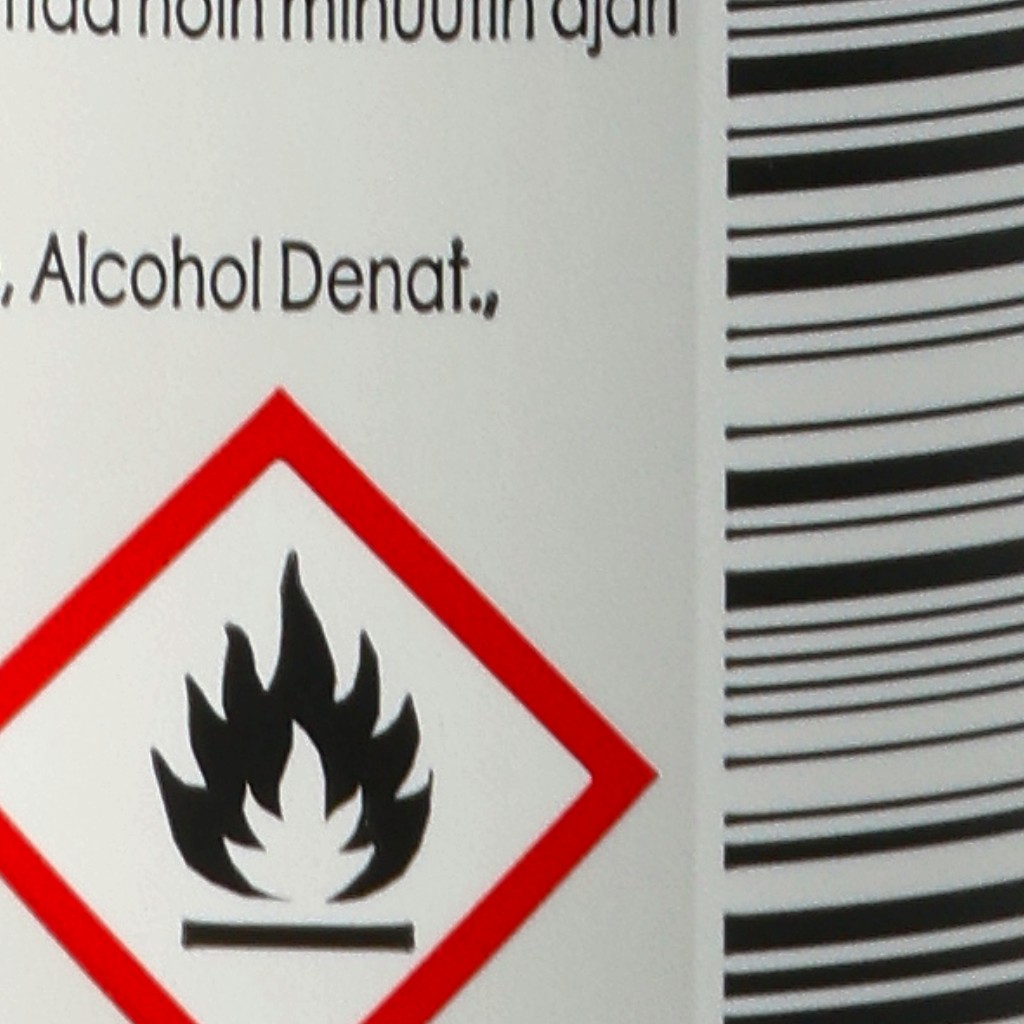 noin minuutin ajan
, Alcohol Denat.,